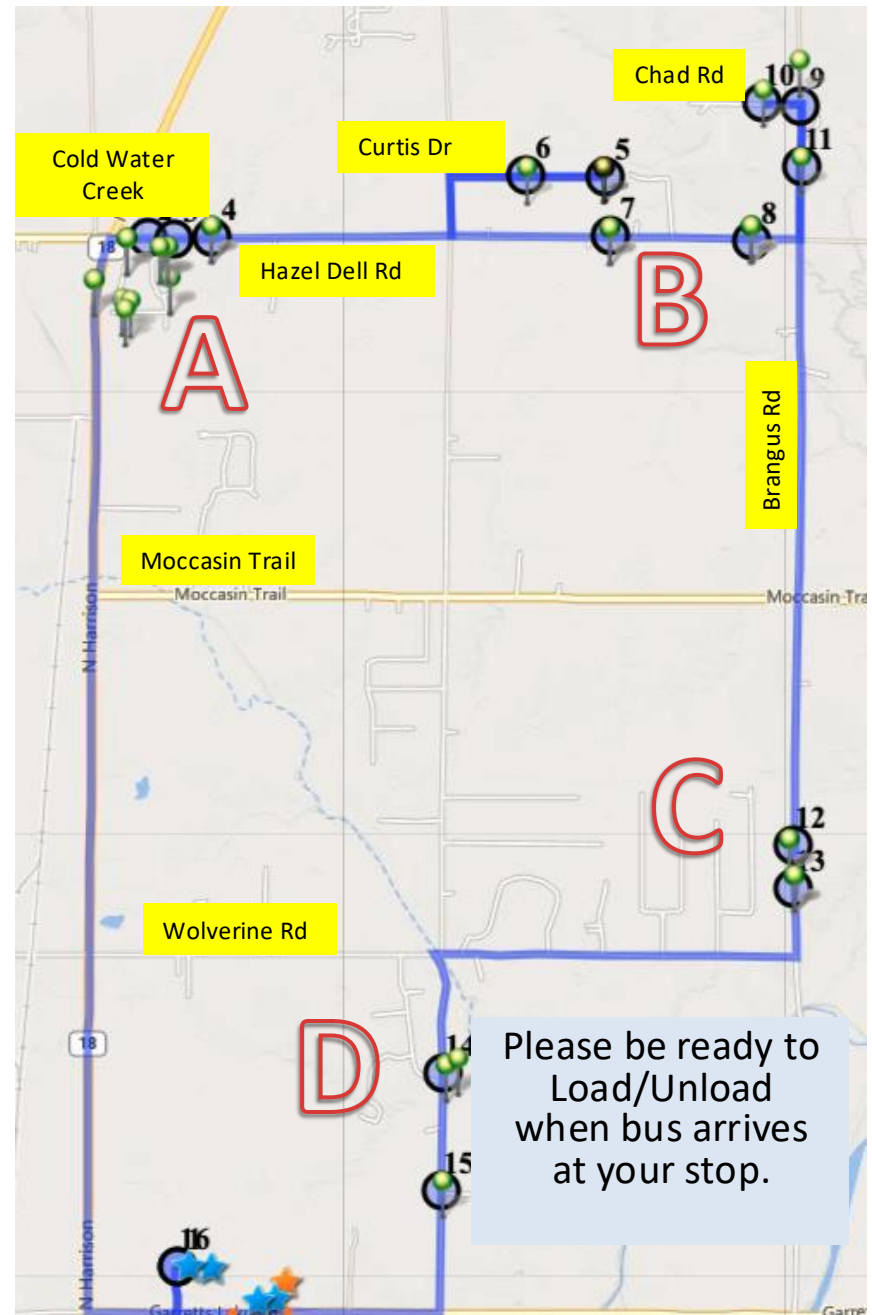 Chad Rd
10 9
Cold Water
Creek
Curtis Dr
6 5
11
4
7
8
18
Hazel Dell Rd
A
B
Brangus Rd
Moccasin Trail
Moccasin Trail
Moccasin Tra
N Harrison
C
12
13
Wolverine Rd
18
D
14
Please be ready to
Load/Unload
when bus arrives
at your stop.
15
16
N Harrison